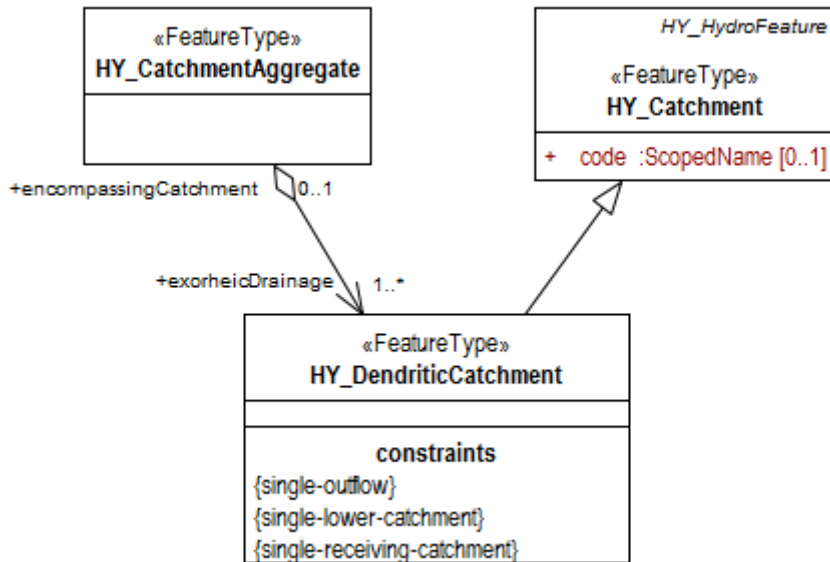 «FeatureType»
HY_CatchmentAggregate
HY_HydroFeature
«FeatureType»
HY_Catchment
+ code :ScopedName [0..1]
+encompassingCatchment
0..1
+exorheicDrainage
1..*
«FeatureType»
HY_DendriticCatchment
constraints
{single-outflow}
{single-lower-catchment}
{single-receiving-catchment}